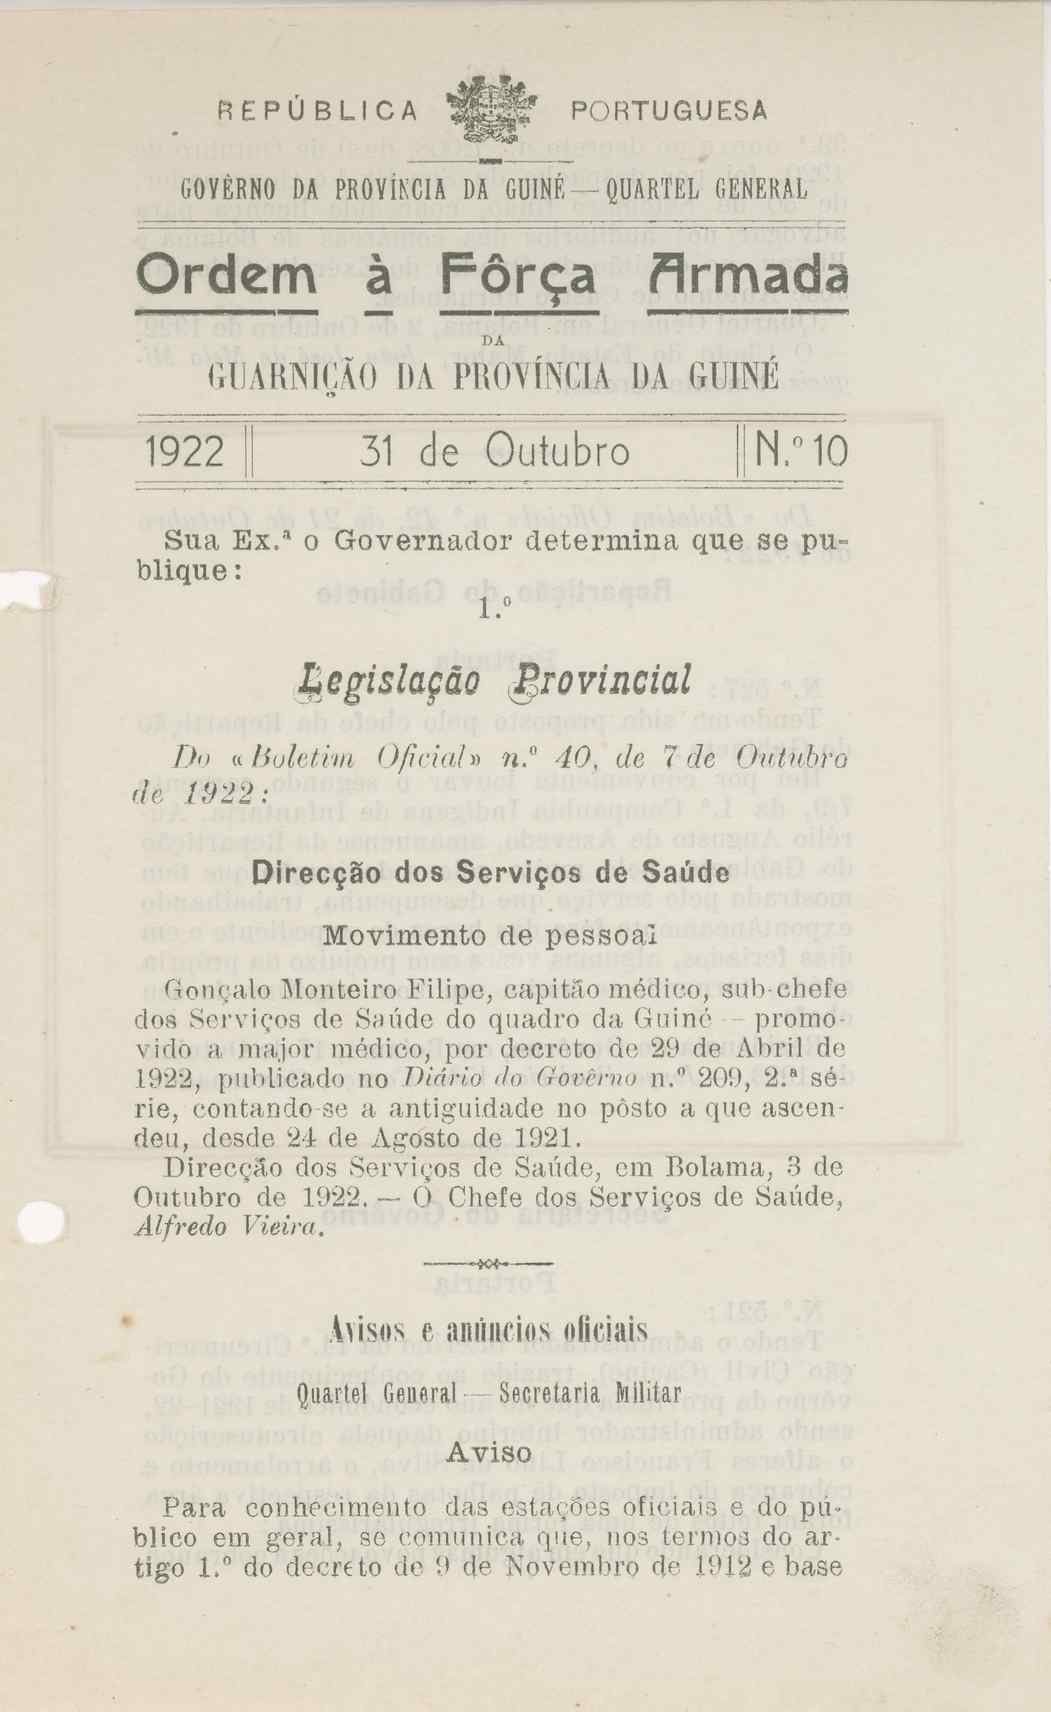 REPÚBLICA PORTUGUESA
GOVÊRNO DA PROVÍNCIA DA GUINÉ — QUARTEL GENERAL
Ordem à Fôrça Armada
DA
GUARNIÇÃO DA PROVÍNCIA DA GUINÉ
1922 31 de Outubro N.º 10
Sua Ex.ª o Governador determina que se pu-
blique:
1.º
Legislação Provincial
Do «Boletim Oficial» n.º 40, de 7 de Outubro
de 1922:
Direcção dos Serviços de Saúde
Movimento de pessoal
Gonçalo Monteiro Filipe, capitão médico, sub-chefe
dos Serviços de Saúde do quadro da Guiné — promo-
vido a major médico, por decreto de 29 de Abril de
1922, publicado no Diário do Govêrno n.º 209, 2.ª sé-
rie, contando-se a antiguidade no pôsto a que ascen-
deu, desde 24 de Agosto de 1921.
Direcção dos Serviços de Saúde, em Bolama, 3 de
Outubro de 1922. — O Chefe dos Serviços de Saúde,
Alfredo Vieira.
Avisos e anúncios oficiais
Quartel General — Secretaria Militar
Aviso
Para conhecimento das estações oficiais e do pú-
blico em geral, se comunica que, nos termos do ar-
tigo 1.º do decreto de 9 de Novembro de 1912 e base